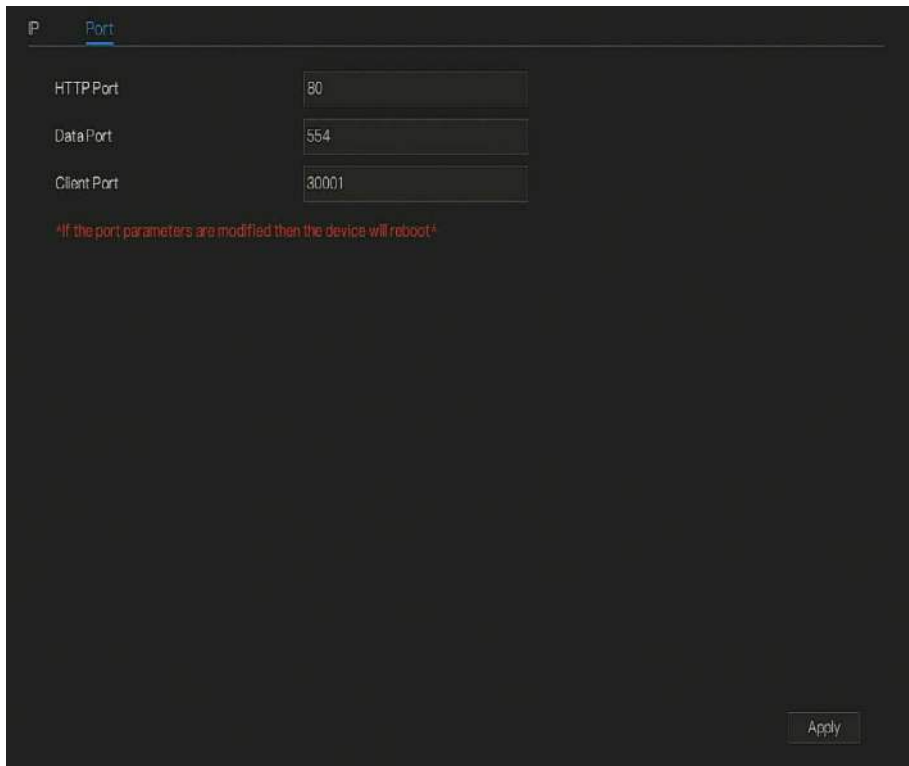 IP Port
HTTP Port 80
Data Port 554
Client Port 30001
*If the port parameters are modified then the device will reboot*
Apply